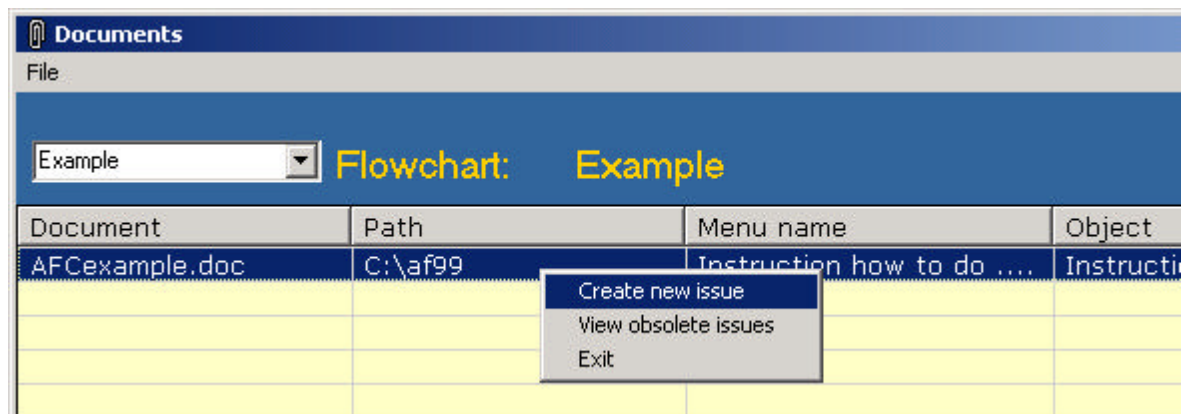 Documents
File
Example Flowchart: Example
Document Path Menu name Object
AFCexample.doc C:\af99 Instruction how to do ....
Create new issue
View obsolete issues
Exit